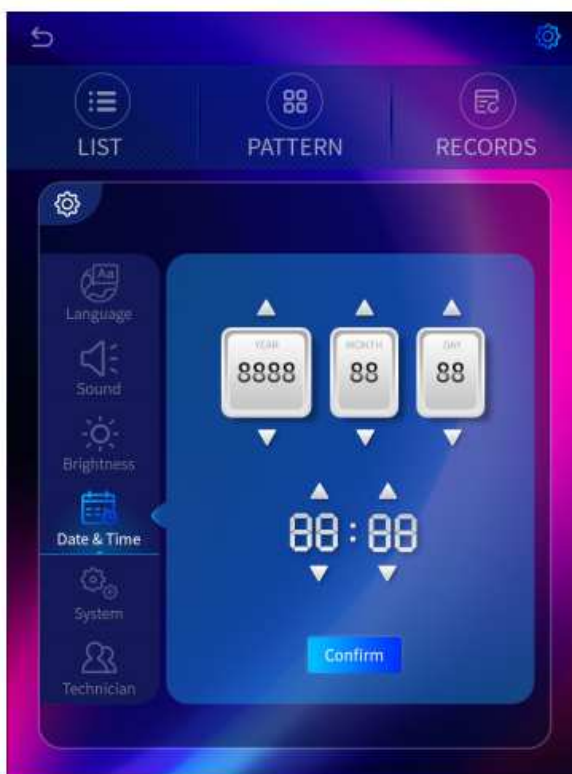 LIST PATTERN RECORDS
Aa
Language
Sound
Brightness
Date & Time
System
Technician
YEAR MONTH DAY
8888 88 88
88:88
Confirm